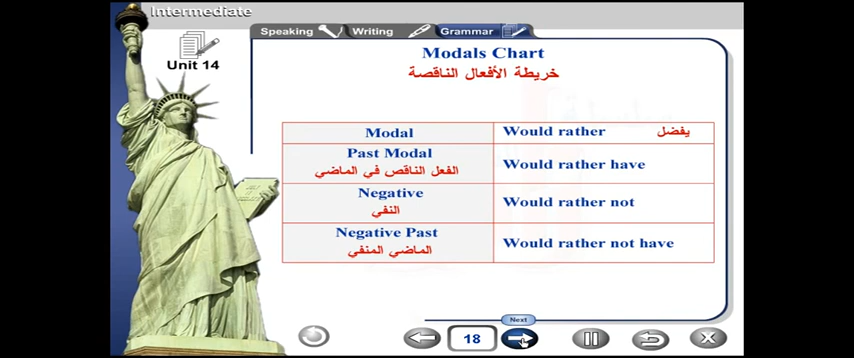 Intermediate
Unit 14
Speaking Writing Grammar
Modals Chart
خريطة الأفعال الناقصة
Modal
Would rather يفضل
Past Modal
الفعل الناقص في الماضي
Would rather have
Negative
النفي
Would rather not
Negative Past
الماضي المنفي
Would rather not have
Next
18